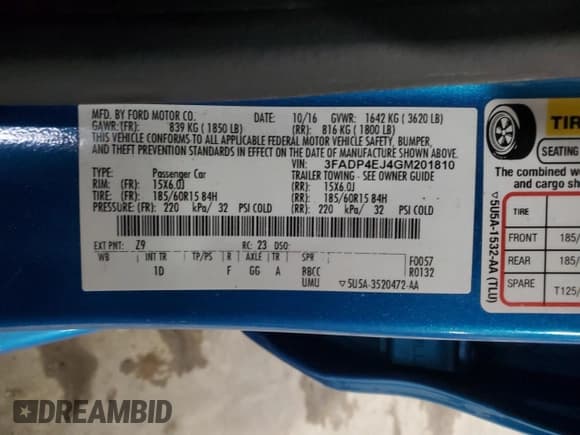 MFD. BY FORD MOTOR CO.  DATE: 10/16  GVWR: 1642 KG ( 3620 LB)
GAWR:(FR): 839 KG ( 1850 LB)  (RR): 816 KG ( 1800 LB)
THIS VEHICLE CONFORMS TO ALL APPLICABLE FEDERAL MOTOR VEHICLE SAFETY, BUMPER,
AND THEFT PREVENTION STANDARDS IN EFFECT ON THE DATE OF MANUFACTURE SHOWN ABOVE.
VIN: 3FADP4EJ4GM201810
TYPE: Passenger Car  TRAILER TOWING - SEE OWNER GUIDE
RIM: (FR): 15X6.0J  (RR): 15X6.0J
TIRE: (FR): 185/60R15 84H  (RR): 185/60R15 84H
PRESSURE: (FR): 220 kPa/ 32 PSI COLD  (RR): 220 kPa/ 32 PSI COLD
EXT PNT: Z9  RC: 23 DSO:
WB  INT TR  TP/PS  R  AXLE  TR  SPR  F0057
1D  F  GG  A  BBCC  R0132
UMU  ▽5U5A-3520472-AA
▽5U5A-1532-AA (TLU)
TIR
SEATING
The combined w
and cargo sh
TIRE
FRONT 185/
REAR 185/
SPARE T125/
DREAMBID